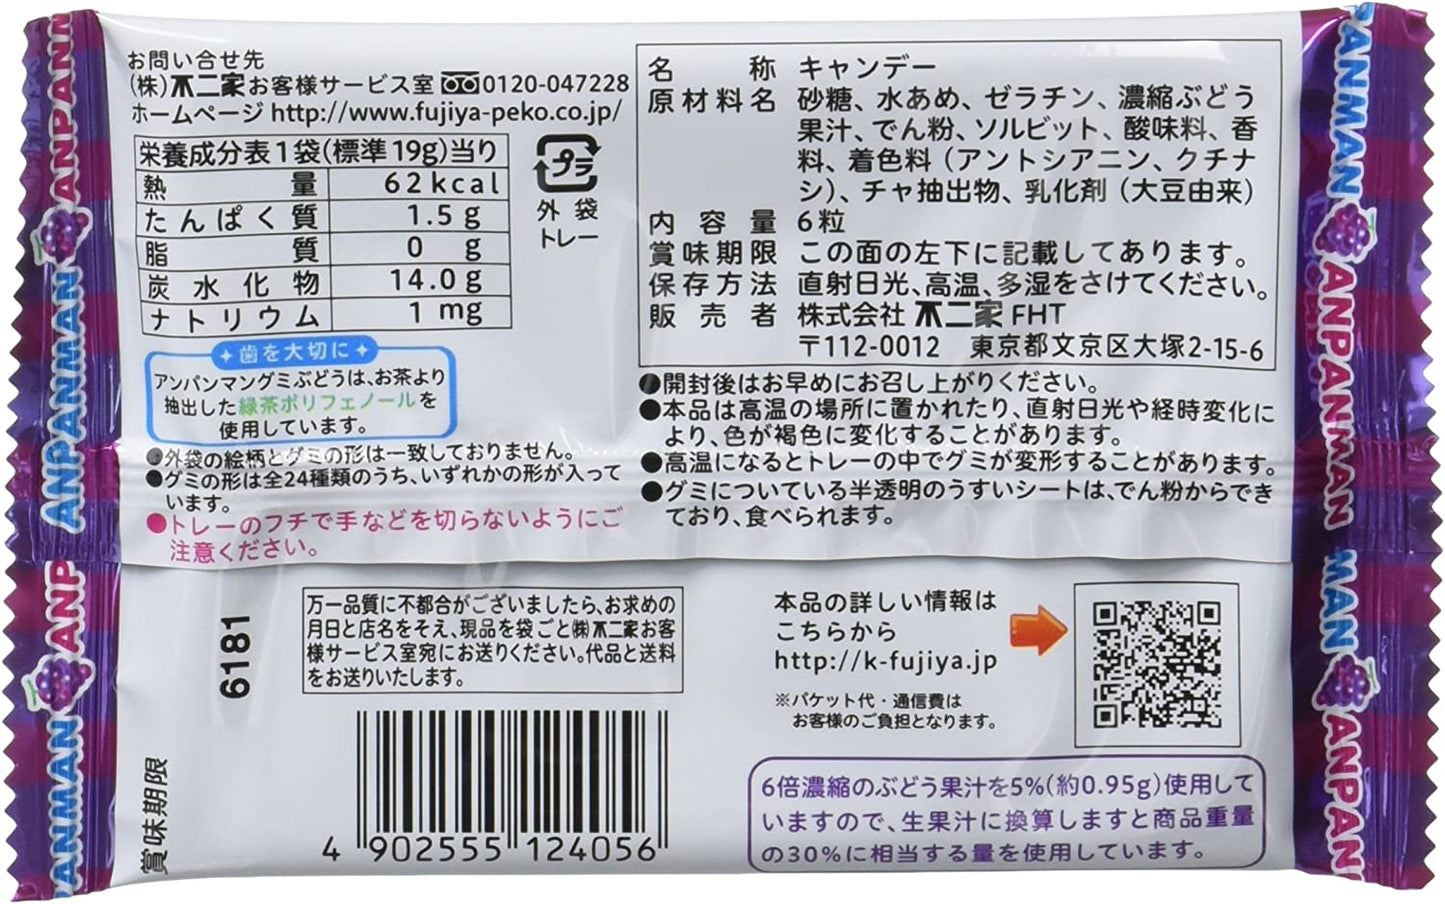 お問い合せ先
(株)不二家お客様サービス室 0120-047228
ホームページ http://www.fujiya-peko.co.jp/
栄養成分表1袋(標準19g)当り
熱量 62kcal
たんぱく質 1.5g
脂質 0g
炭水化物 14.0g
ナトリウム 1mg
プラ
外袋
トレー
歯を大切に
アンパンマングミぶどうは、お茶より
抽出した緑茶ポリフェノールを
使用しています。
●外袋の絵柄とグミの形は一致しておりません。
●グミの形は全24種類のうち、いずれかの形が入って
います。
●トレーのフチで手などを切らないようにご
注意ください。
名称 キャンデー
原材料名 砂糖、水あめ、ゼラチン、濃縮ぶどう
果汁、でん粉、ソルビット、酸味料、香
料、着色料(アントシアニン、クチナ
シ)、チャ抽出物、乳化剤(大豆由来)
内容量 6粒
賞味期限 この面の左下に記載してあります。
保存方法 直射日光、高温、多湿をさけてください。
販売者 株式会社 不二家 FHT
〒112-0012 東京都文京区大塚2-15-6
●開封後はお早めにお召し上がりください。
●本品は高温の場所に置かれたり、直射日光や経時変化に
より、色が褐色に変化することがあります。
●高温になるとトレーの中でグミが変形することがあります。
●グミについている半透明のうすいシートは、でん粉からでき
ており、食べられます。
6181
賞味期限
万一品質に不都合がございましたら、お求めの
月日と店名をそえ、現品を袋ごと㈱不二家お客
様サービス室宛にお送りください。代品と送料
をお送りいたします。
4 902555 124056
本品の詳しい情報は
こちらから
http://k-fujiya.jp
※パケット代・通信費は
お客様のご負担となります。
6倍濃縮のぶどう果汁を5%(約0.95g)使用して
いますので、生果汁に換算しますと商品重量
の30%に相当する量を使用しています。
ANPANMAN
ANPANMAN
ANPANMAN
ANPANMAN